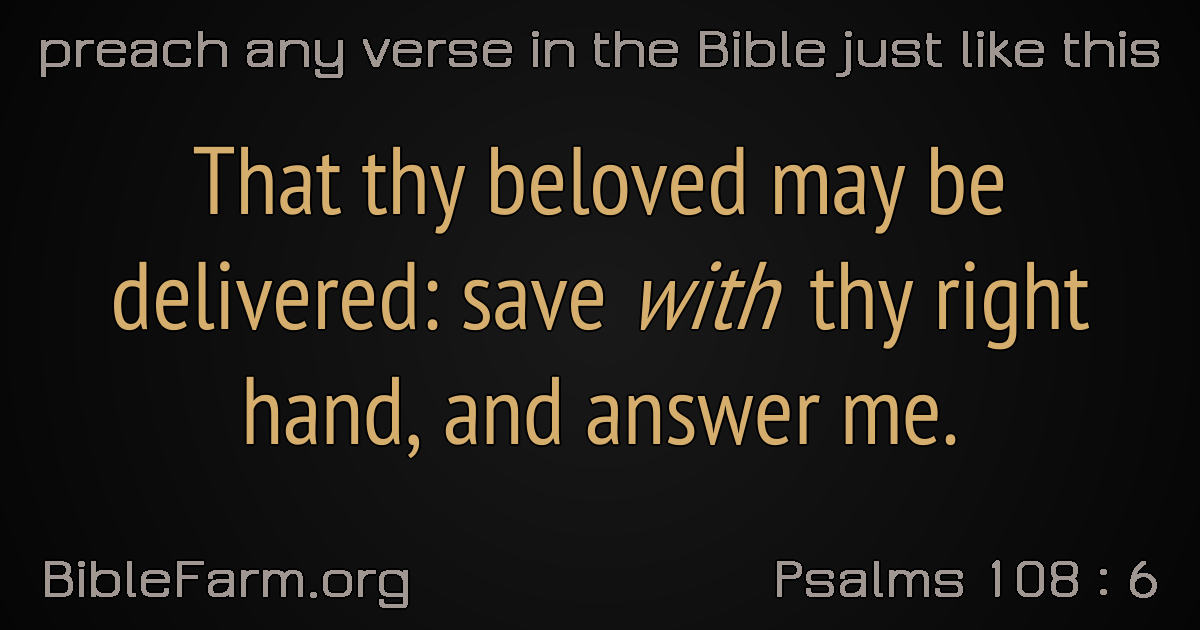 preach any verse in the Bible just like this
That thy beloved may be
delivered: save with thy right
hand, and answer me.
BibleFarm.org
Psalms 108 : 6